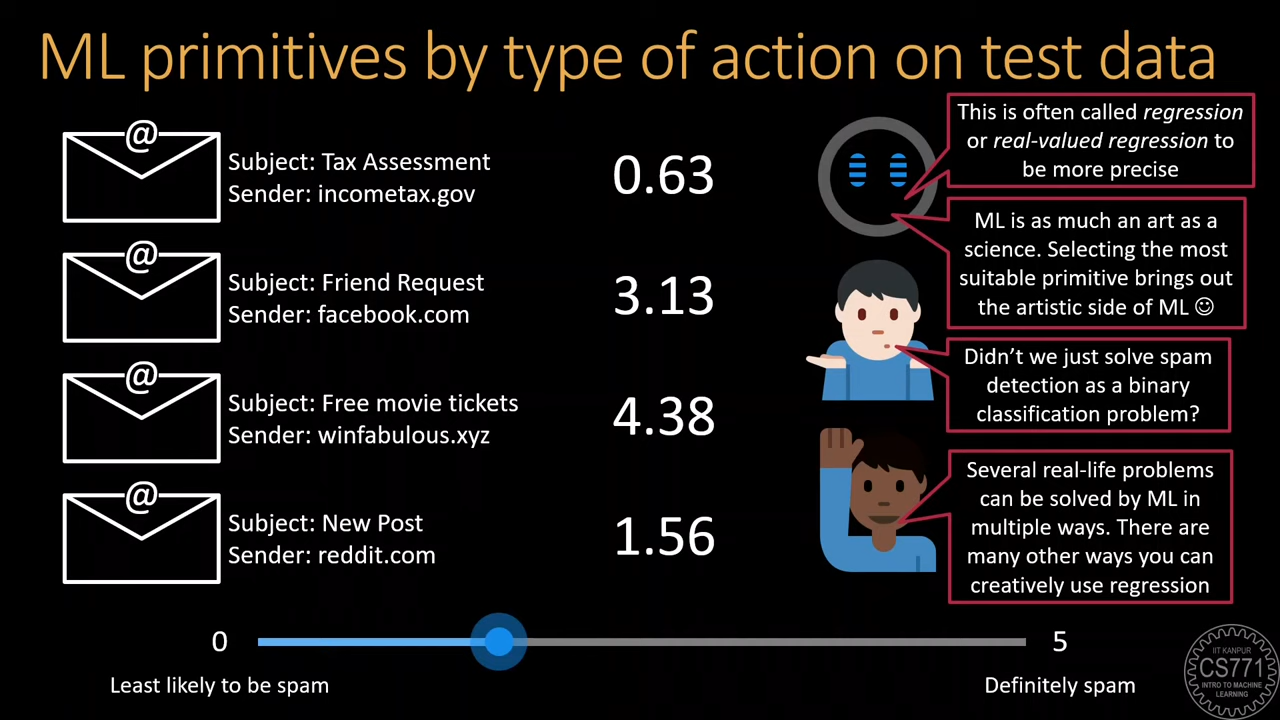 ML primitives by type of action on test data
@
Subject: Tax Assessment
Sender: incometax.gov
0.63
@
Subject: Friend Request
Sender: facebook.com
3.13
@
Subject: Free movie tickets
Sender: winfabulous.xyz
4.38
@
Subject: New Post
Sender: reddit.com
1.56
This is often called regression
or real-valued regression to
be more precise
ML is as much an art as a
science. Selecting the most
suitable primitive brings out
the artistic side of ML ☺
Didn’t we just solve spam
detection as a binary
classification problem?
Several real-life problems
can be solved by ML in
multiple ways. There are
many other ways you can
creatively use regression
0
5
Least likely to be spam
Definitely spam
IIT KANPUR
CS771
INTRO TO MACHINE
LEARNING